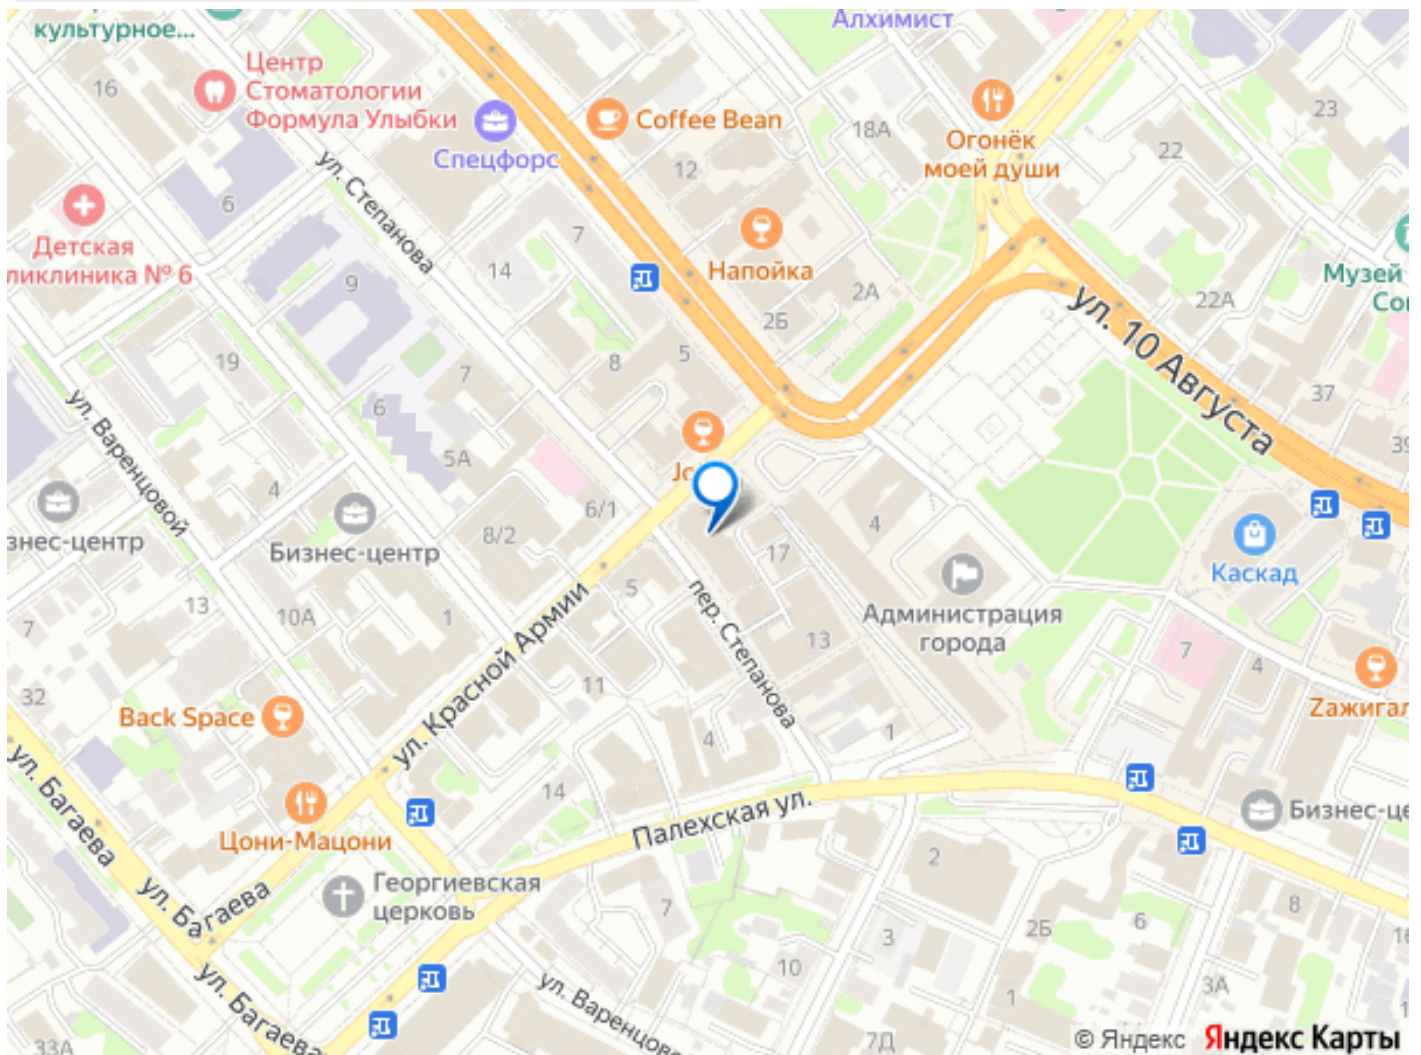 культурное...
Алхимист
Центр
Стоматологии
Формула Улыбки
16
Спецфорс
Coffee Bean
18А
23
Огонёк
моей души
22
12
ул. Степанова
6
Детская
ликлиника № 6
7
14
9
Напойка
2А
2Б
Музей
22А
ул. 10 Августа
19
8
5
7
6
37
39
ул. Варенцовой
5А
4
6/1
8/2
4
17
знес-центр
Бизнес-центр
Каскад
Администрация
города
5
13
10А
1
7
пер. Степанова
13
7
4
ул. Красной Армии
11
32
Back Space
4
1
ул. Багаева
14
Палехская ул.
Цони-Мацони
Бизнес-це
Георгиевская
церковь
ул. Багаева
7
2
2Б
6
8
3
10
16
ул. Багаева
ул. Варенцово
1
3А
7Д
33А
© Яндекс Яндекс Карты